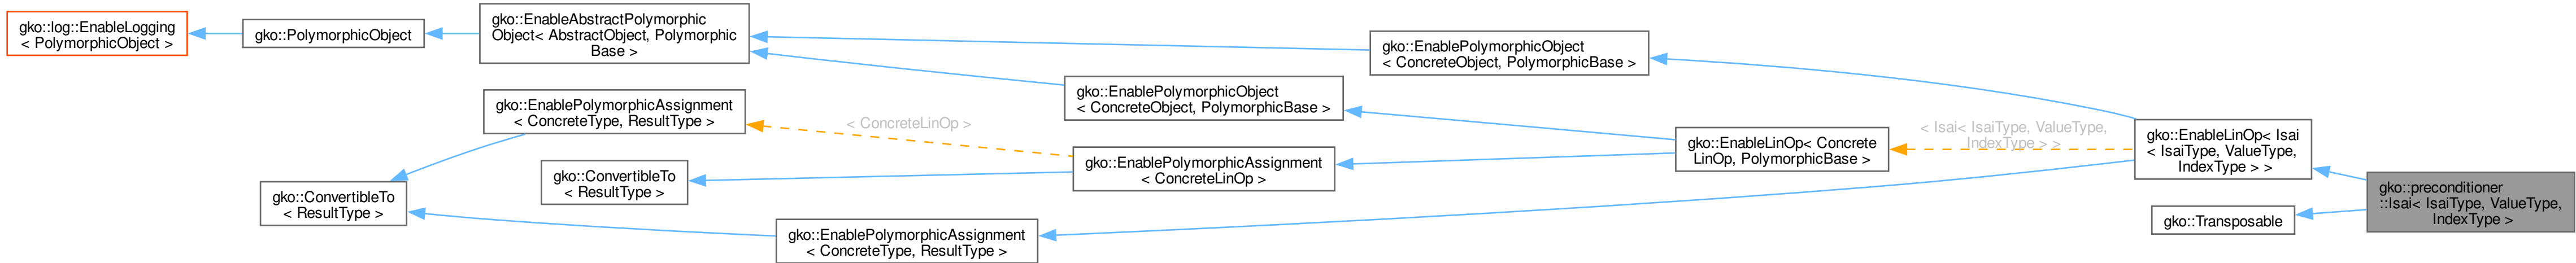 gko::log::EnableLogging
< PolymorphicObject >
gko::PolymorphicObject
gko::EnableAbstractPolymorphic
Object< AbstractObject, Polymorphic
Base >
gko::EnablePolymorphicObject
< ConcreteObject, PolymorphicBase >
gko::EnablePolymorphicObject
< ConcreteObject, PolymorphicBase >
gko::EnablePolymorphicAssignment
< ConcreteType, ResultType >
< ConcreteLinOp >
gko::EnableLinOp< Concrete
LinOp, PolymorphicBase >
< Isai< IsaiType, ValueType,
IndexType > >
gko::EnableLinOp< Isai
< IsaiType, ValueType,
IndexType > >
gko::EnablePolymorphicAssignment
< ConcreteLinOp >
gko::ConvertibleTo
< ResultType >
gko::ConvertibleTo
< ResultType >
gko::preconditioner
::Isai< IsaiType, ValueType,
IndexType >
gko::Transposable
gko::EnablePolymorphicAssignment
< ConcreteType, ResultType >